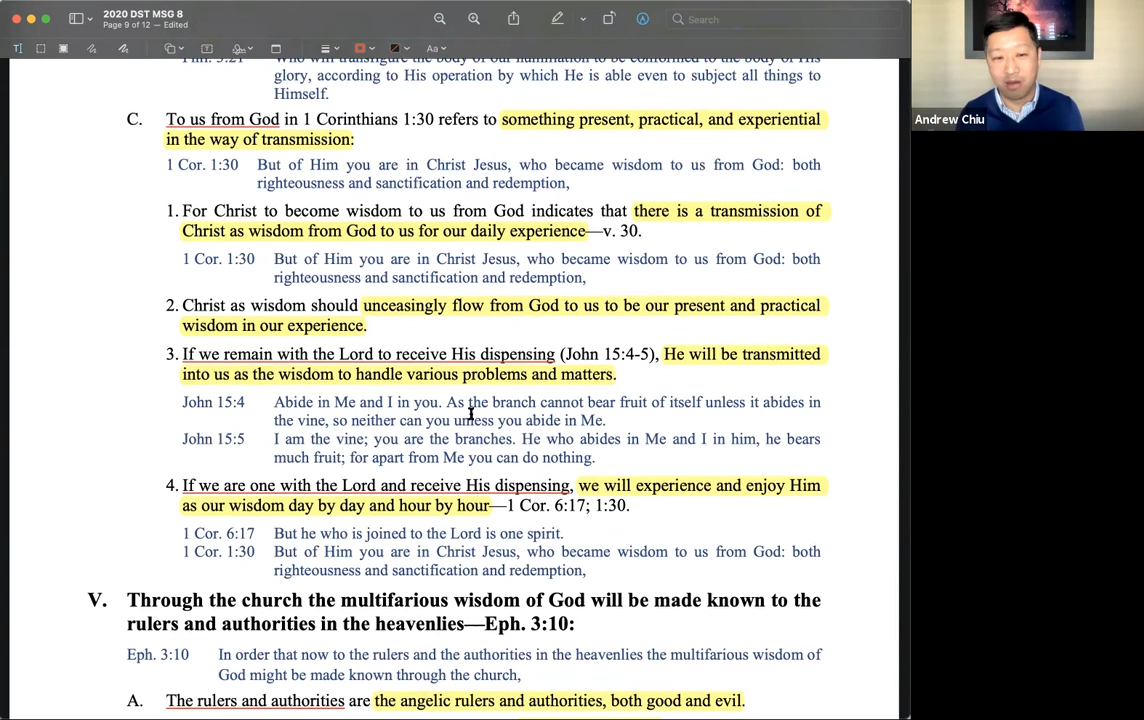 2020 DST MSG 8
Page 9 of 12 – Edited
Search
Aa
glory, according to His operation by which He is able even to subject all things to
Himself.
C. To us from God in 1 Corinthians 1:30 refers to something present, practical, and experiential
in the way of transmission:
1 Cor. 1:30 But of Him you are in Christ Jesus, who became wisdom to us from God: both
righteousness and sanctification and redemption,
1. For Christ to become wisdom to us from God indicates that there is a transmission of
Christ as wisdom from God to us for our daily experience—v. 30.
1 Cor. 1:30 But of Him you are in Christ Jesus, who became wisdom to us from God: both
righteousness and sanctification and redemption,
2. Christ as wisdom should unceasingly flow from God to us to be our present and practical
wisdom in our experience.
3. If we remain with the Lord to receive His dispensing (John 15:4-5), He will be transmitted
into us as the wisdom to handle various problems and matters.
John 15:4 Abide in Me and I in you. As the branch cannot bear fruit of itself unless it abides in
the vine, so neither can you unless you abide in Me.
John 15:5 I am the vine; you are the branches. He who abides in Me and I in him, he bears
much fruit; for apart from Me you can do nothing.
4. If we are one with the Lord and receive His dispensing, we will experience and enjoy Him
as our wisdom day by day and hour by hour—1 Cor. 6:17; 1:30.
1 Cor. 6:17 But he who is joined to the Lord is one spirit.
1 Cor. 1:30 But of Him you are in Christ Jesus, who became wisdom to us from God: both
righteousness and sanctification and redemption,
V. Through the church the multifarious wisdom of God will be made known to the
rulers and authorities in the heavenlies—Eph. 3:10:
Eph. 3:10 In order that now to the rulers and the authorities in the heavenlies the multifarious wisdom of
God might be made known through the church,
A. The rulers and authorities are the angelic rulers and authorities, both good and evil.
Andrew Chiu